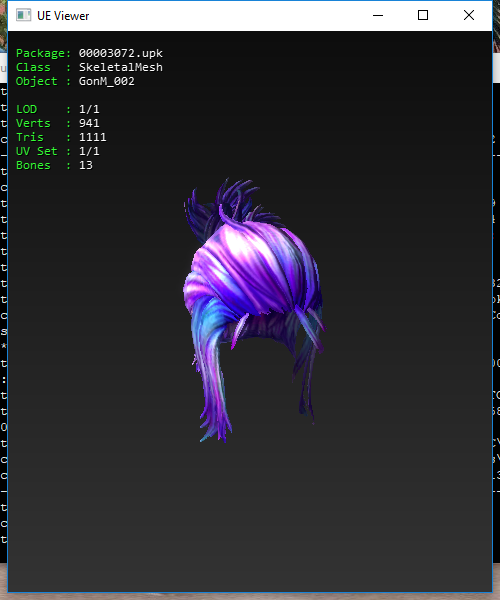 UE Viewer
Package: 00003072.upk
Class : SkeletalMesh
Object : GonM_002
LOD : 1/1
Verts : 941
Tris : 1111
UV Set : 1/1
Bones : 13